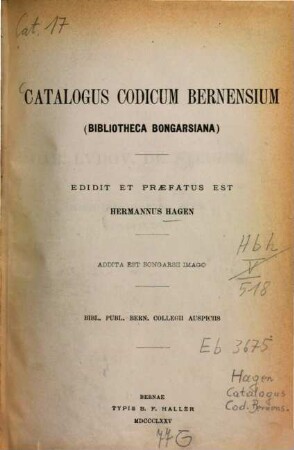 Cat. 17
CATALOGUS CODICUM BERNENSIUM
(BIBLIOTHECA BONGARSIANA)
EDIDIT ET PRÆFATUS EST
HERMANNUS HAGEN
ADDITA EST BONGARSII IMAGO
Hbh
V
518
BIBL. PUBL. BERN. COLLEGII AUSPICIIS
Eb 3675
BERNAE
TYPIS B. F. HALLER
MDCCCLXXV
Hagen
Catalogus
Cod. Bernens.